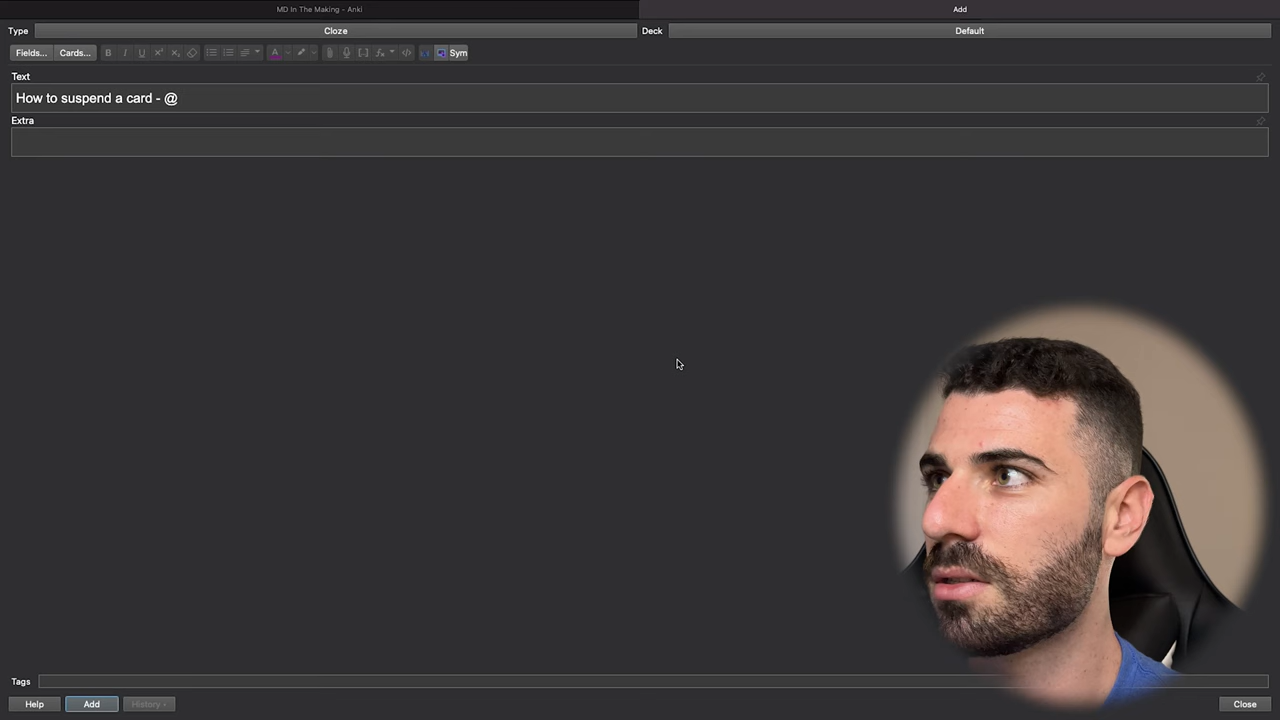 MD In The Making - Anki
Add
Type
Cloze
Deck
Default
Fields...
Cards...
B
I
U
A
Sym
Text
How to suspend a card - @
Extra
Tags
Help
Add
History
Close